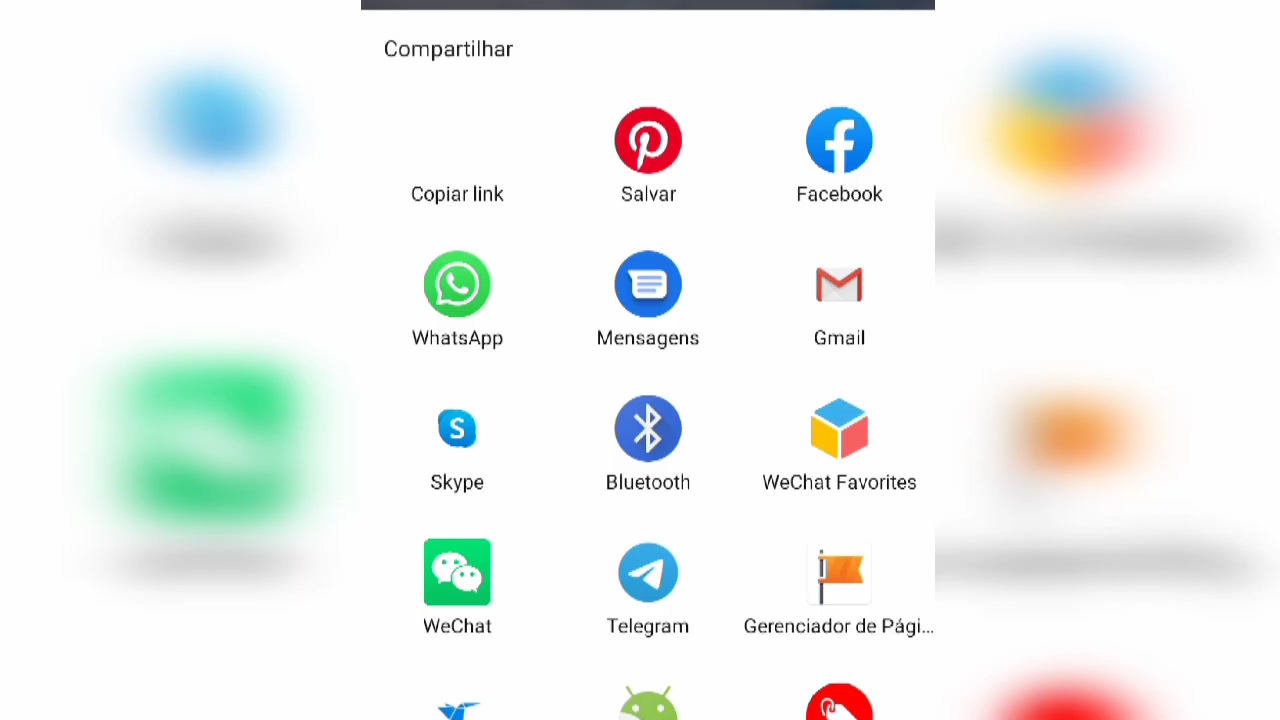 Compartilhar
Copiar link
Salvar
Facebook
WhatsApp
Mensagens
Gmail
Skype
Bluetooth
WeChat Favorites
WeChat
Telegram
Gerenciador de Pági...